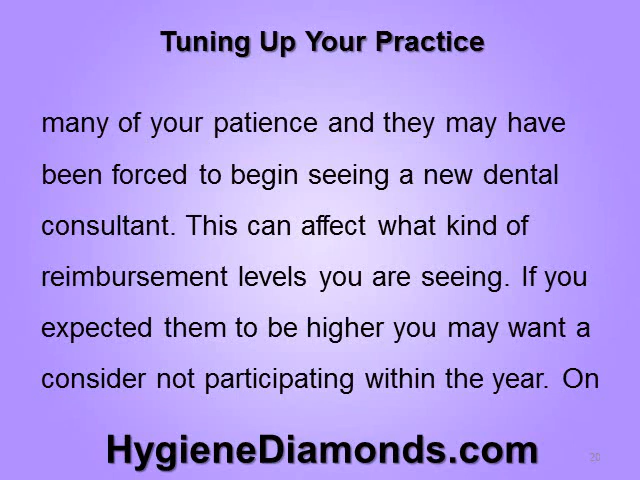 Tuning Up Your Practice
many of your patience and they may have
been forced to begin seeing a new dental
consultant. This can affect what kind of
reimbursement levels you are seeing. If you
expected them to be higher you may want a
consider not participating within the year. On
HygieneDiamonds.com
20